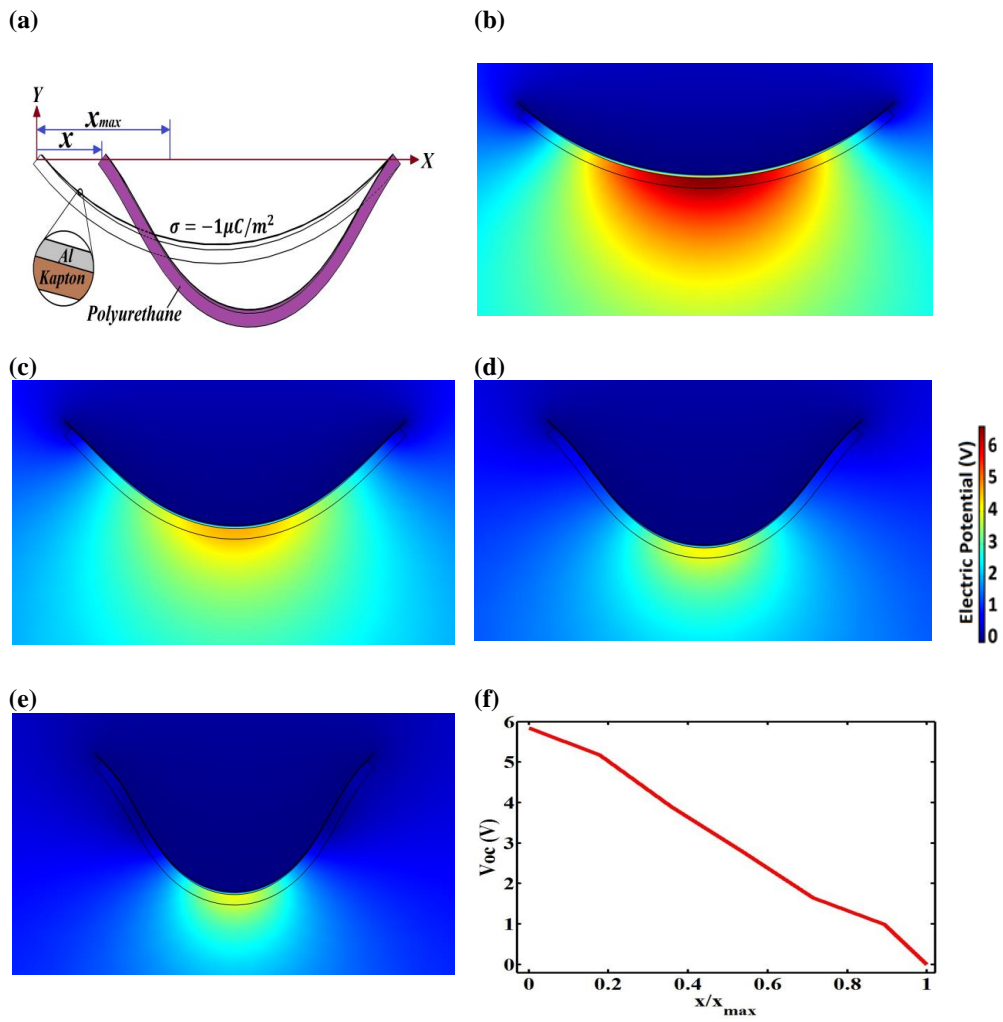 (a)
Y
x_max
x
X
σ = −1μC/m²
Al
Kapton
Polyurethane
(b)
(c)
(d)
Electric Potential (V)
6
5
4
3
2
1
0
(e)
(f)
6
5
4
3
2
1
0
Voc (V)
0 0.2 0.4 0.6 0.8 1
x/x_max